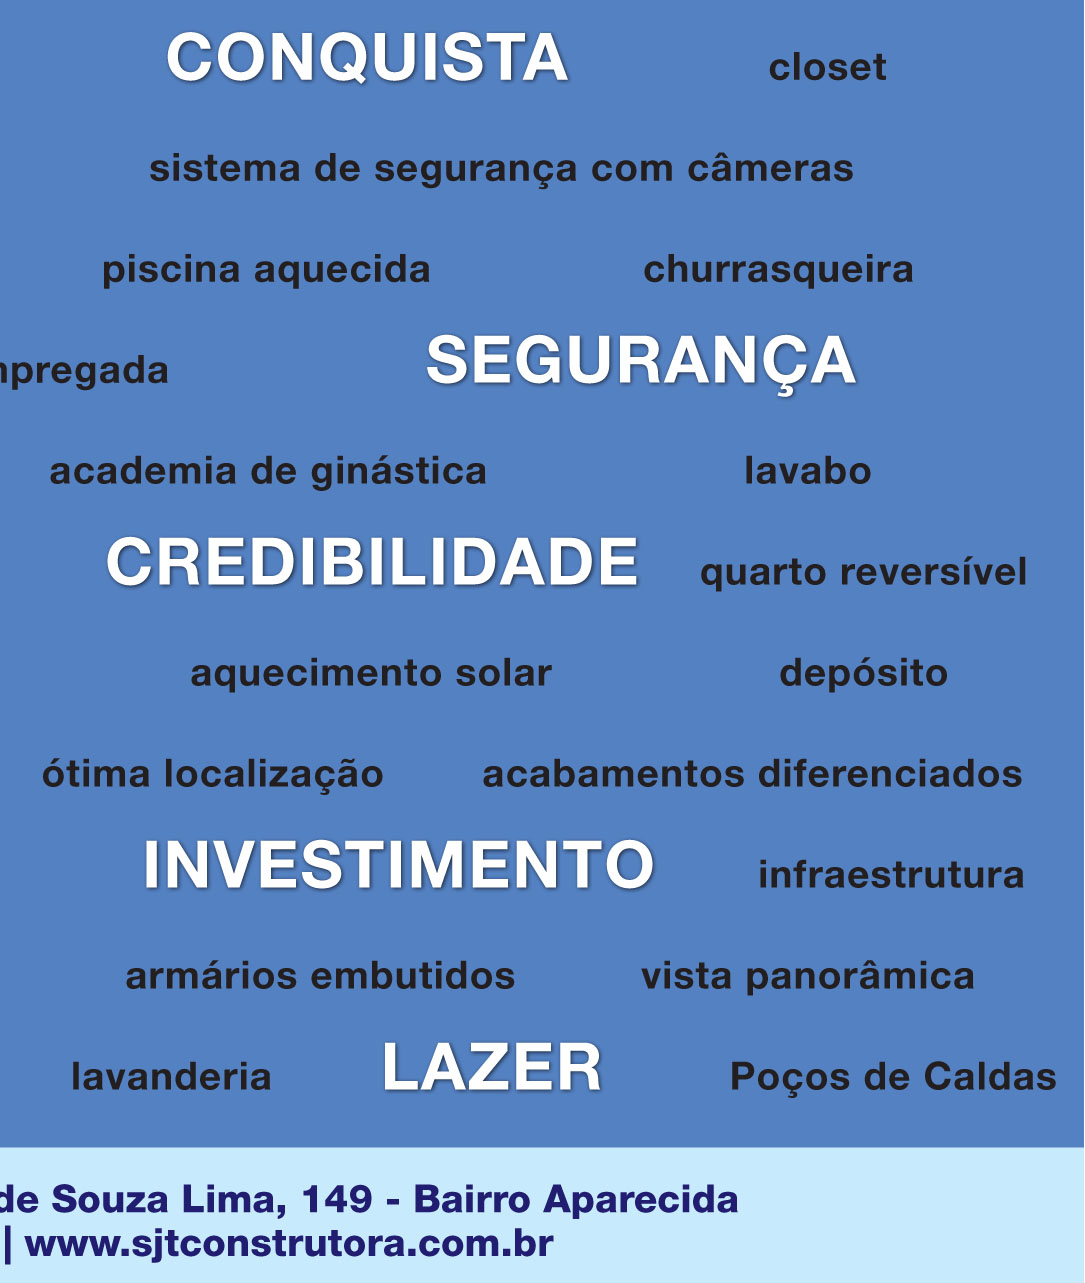 CONQUISTA closet
sistema de segurança com câmeras
piscina aquecida churrasqueira
mpregada SEGURANÇA
academia de ginástica lavabo
CREDIBILIDADE quarto reversível
aquecimento solar depósito
ótima localização acabamentos diferenciados
INVESTIMENTO infraestrutura
armários embutidos vista panorâmica
lavanderia LAZER Poços de Caldas
de Souza Lima, 149 - Bairro Aparecida
| www.sjtconstrutora.com.br